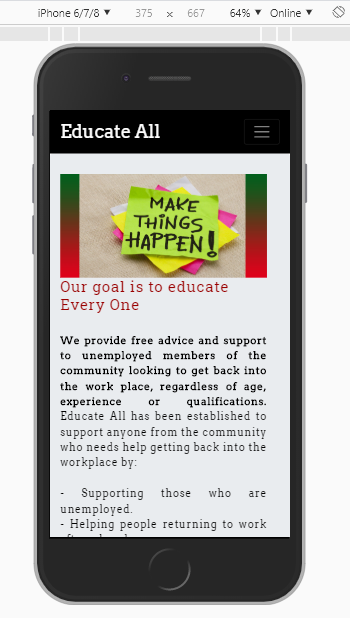 iPhone 6/7/8 ▼ 375 x 667 64% ▼ Online ▼
Educate All
MAKE
THiNGS
HAPPEN!
Our goal is to educate
Every One
We provide free advice and support
to unemployed members of the
community looking to get back into
the work place, regardless of age,
experience or qualifications.
Educate All has been established to
support anyone from the community
who needs help getting back into the
workplace by:
- Supporting those who are
unemployed.
- Helping people returning to work